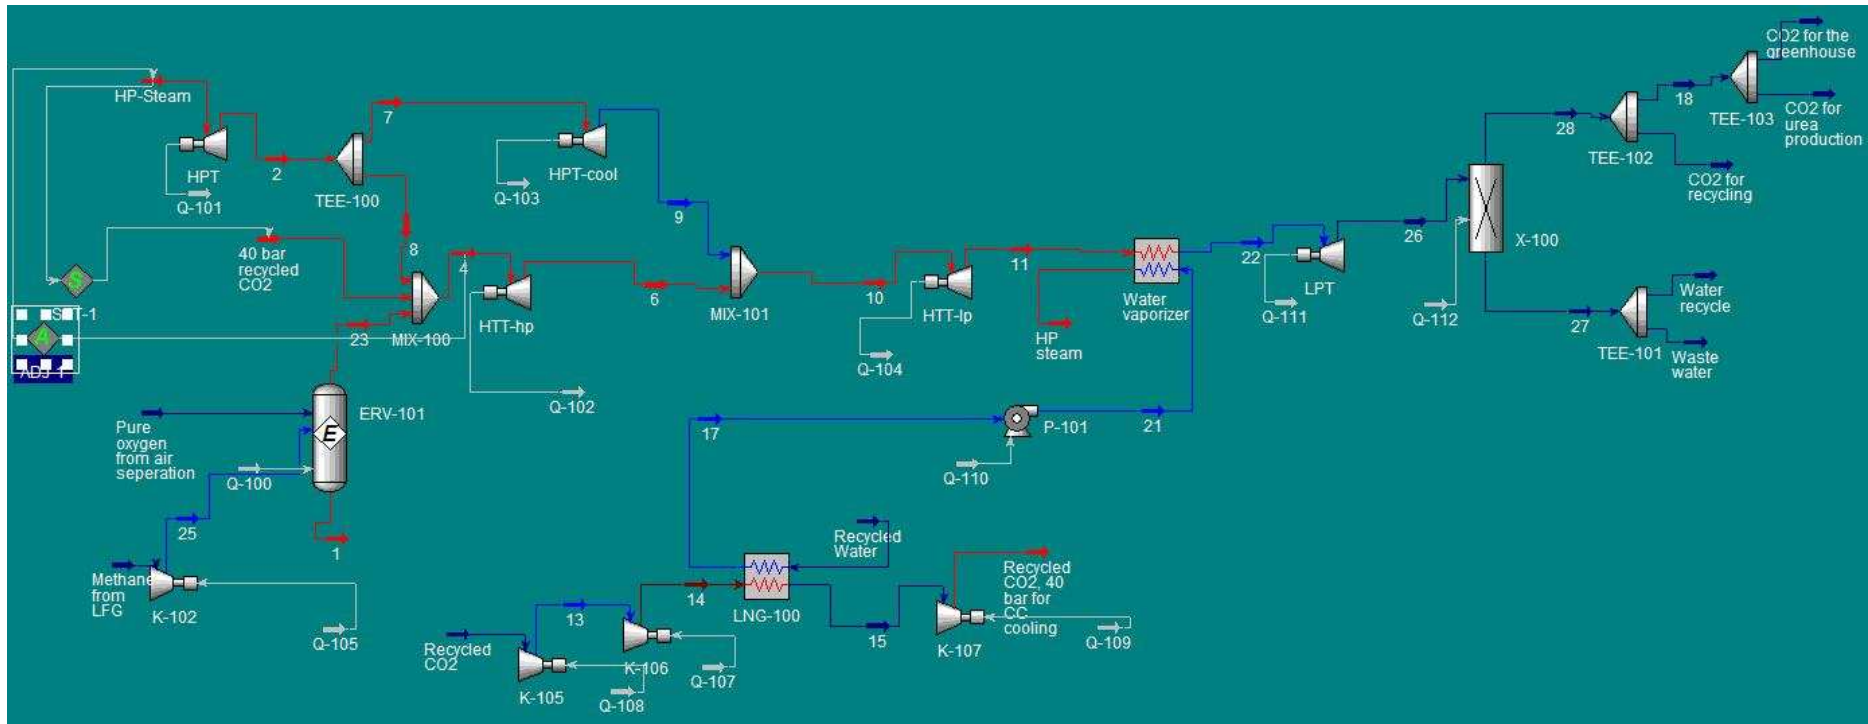 CO2 for the
greenhouse
18
TEE-103
HP-Steam
7
28
CO2 for
urea
production
HPT
2
TEE-100
HPT-cool
TEE-102
CO2 for
recycling
Q-101
Q-103
9
26
X-100
8
4
40 bar
recycled
CO2
11
22
S
6
10
LPT
Water
recycle
SET-1
HTT-hp
MIX-101
HTT-lp
Water
vaporizer
Q-111
Q-112
27
A
23
MIX-100
HP
steam
TEE-101
Waste
water
ADJ-1
Q-104
Q-102
ERV-101
E
Pure
oxygen
from air
seperation
17
P-101
21
Q-100
Q-110
25
1
Recycled
Water
Methane
from
LFG
K-102
14
LNG-100
Recycled
CO2, 40
bar for
CC
cooling
13
15
K-107
Q-109
Q-105
Recycled
CO2
K-106
Q-107
K-105
Q-108